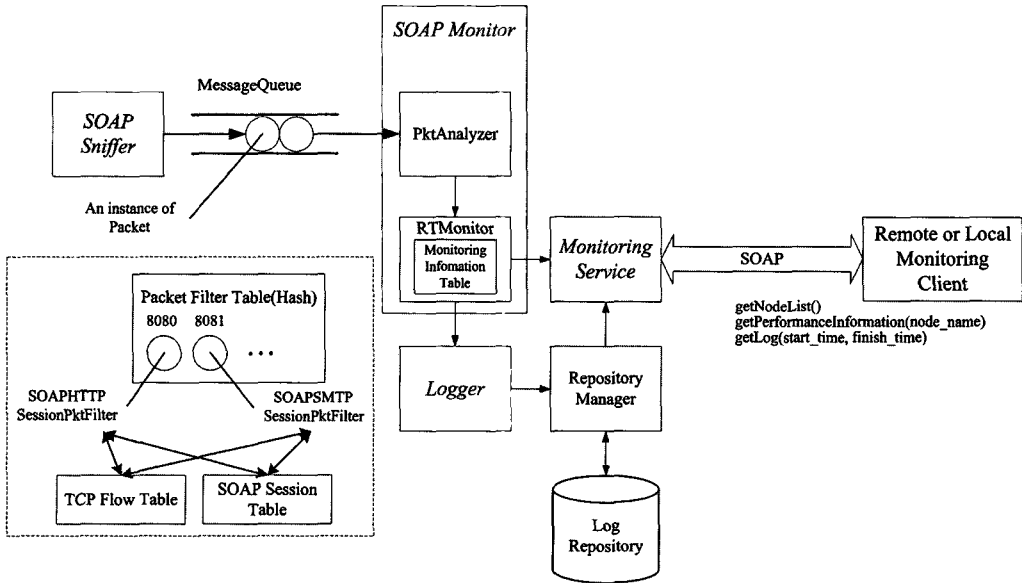 SOAP Monitor
MessageQueue
SOAP
Sniffer
PktAnalyzer
An instance of
Packet
RTMonitor
Monitoring
Infomation
Table
Monitoring
Service
SOAP
Remote or Local
Monitoring
Client
getNodeList()
getPerformanceInformation(node_name)
getLog(start_time, finish_time)
Packet Filter Table(Hash)
8080 8081
...
SOAPHTTP
SessionPktFilter
SOAPSMTP
SessionPktFilter
TCP Flow Table
SOAP Session
Table
Logger
Repository
Manager
Log
Repository